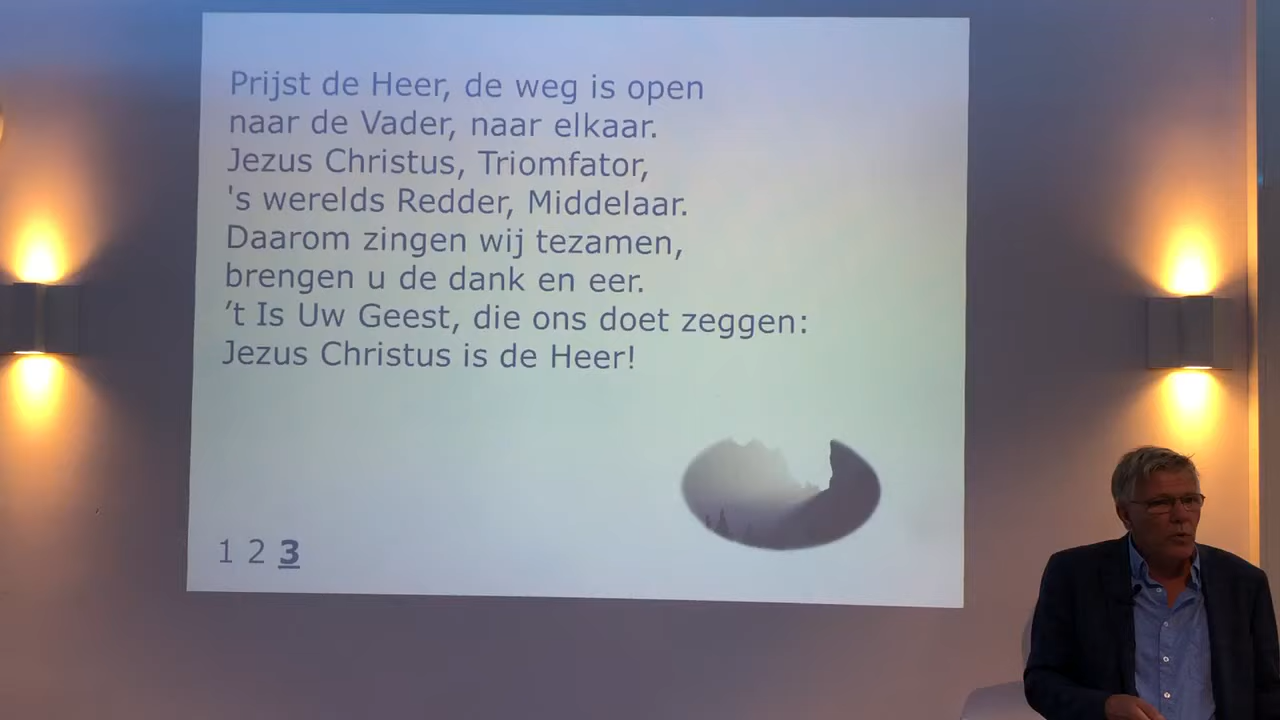 Prijst de Heer, de weg is open
naar de Vader, naar elkaar.
Jezus Christus, Triomfator,
's werelds Redder, Middelaar.
Daarom zingen wij tezamen,
brengen u de dank en eer.
’t Is Uw Geest, die ons doet zeggen:
Jezus Christus is de Heer!
1 2 3